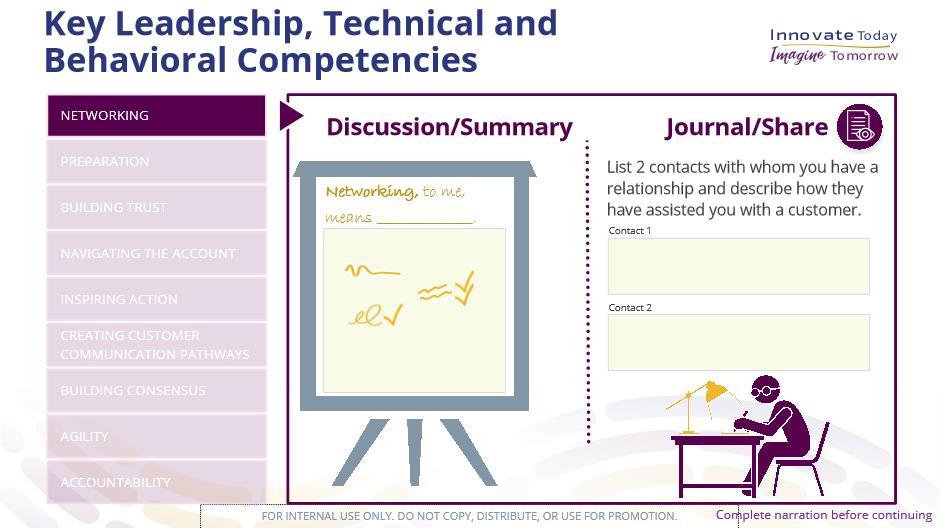 Key Leadership, Technical and
Behavioral Competencies
Innovate Today
Imagine Tomorrow
NETWORKING
PREPARATION
BUILDING TRUST
NAVIGATING THE ACCOUNT
INSPIRING ACTION
CREATING CUSTOMER
COMMUNICATION PATHWAYS
BUILDING CONSENSUS
AGILITY
ACCOUNTABILITY
Discussion/Summary
Networking, to me,
means ______________.
Journal/Share
List 2 contacts with whom you have a
relationship and describe how they
have assisted you with a customer.
Contact 1
Contact 2
FOR INTERNAL USE ONLY. DO NOT COPY, DISTRIBUTE, OR USE FOR PROMOTION.
Complete narration before continuing